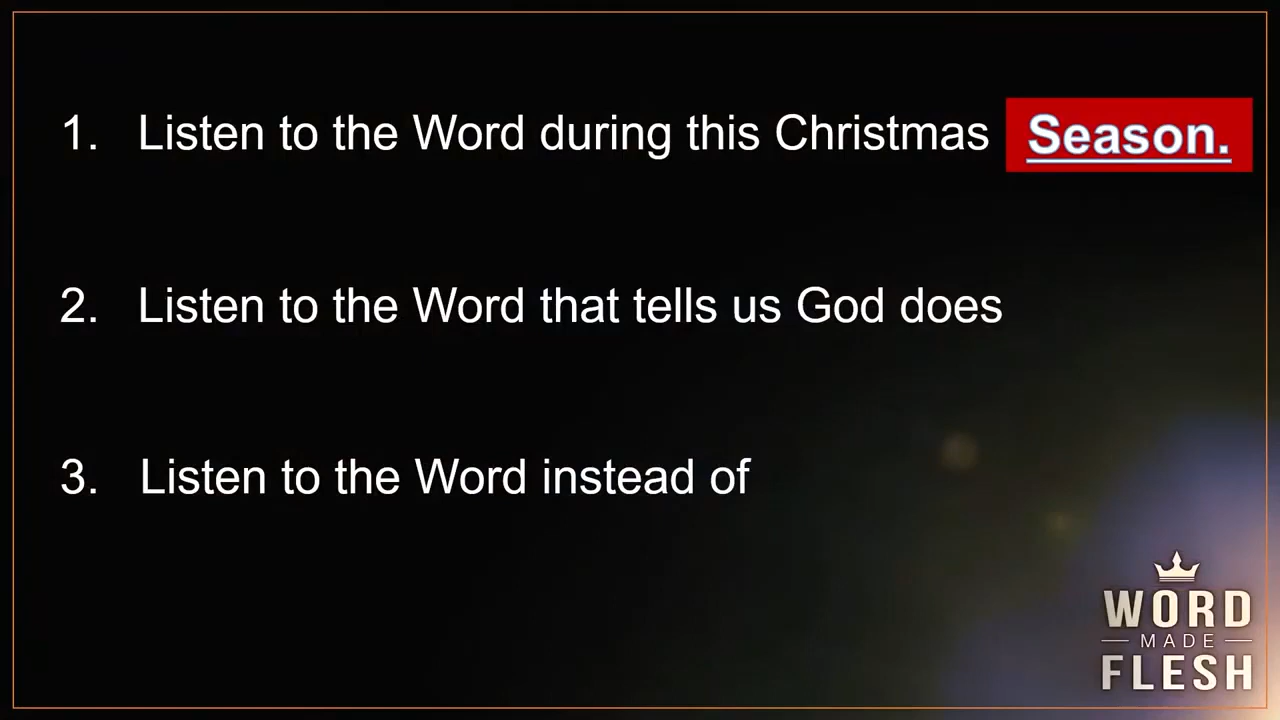 1. Listen to the Word during this Christmas Season.
2. Listen to the Word that tells us God does
3. Listen to the Word instead of
WORD
MADE
FLESH